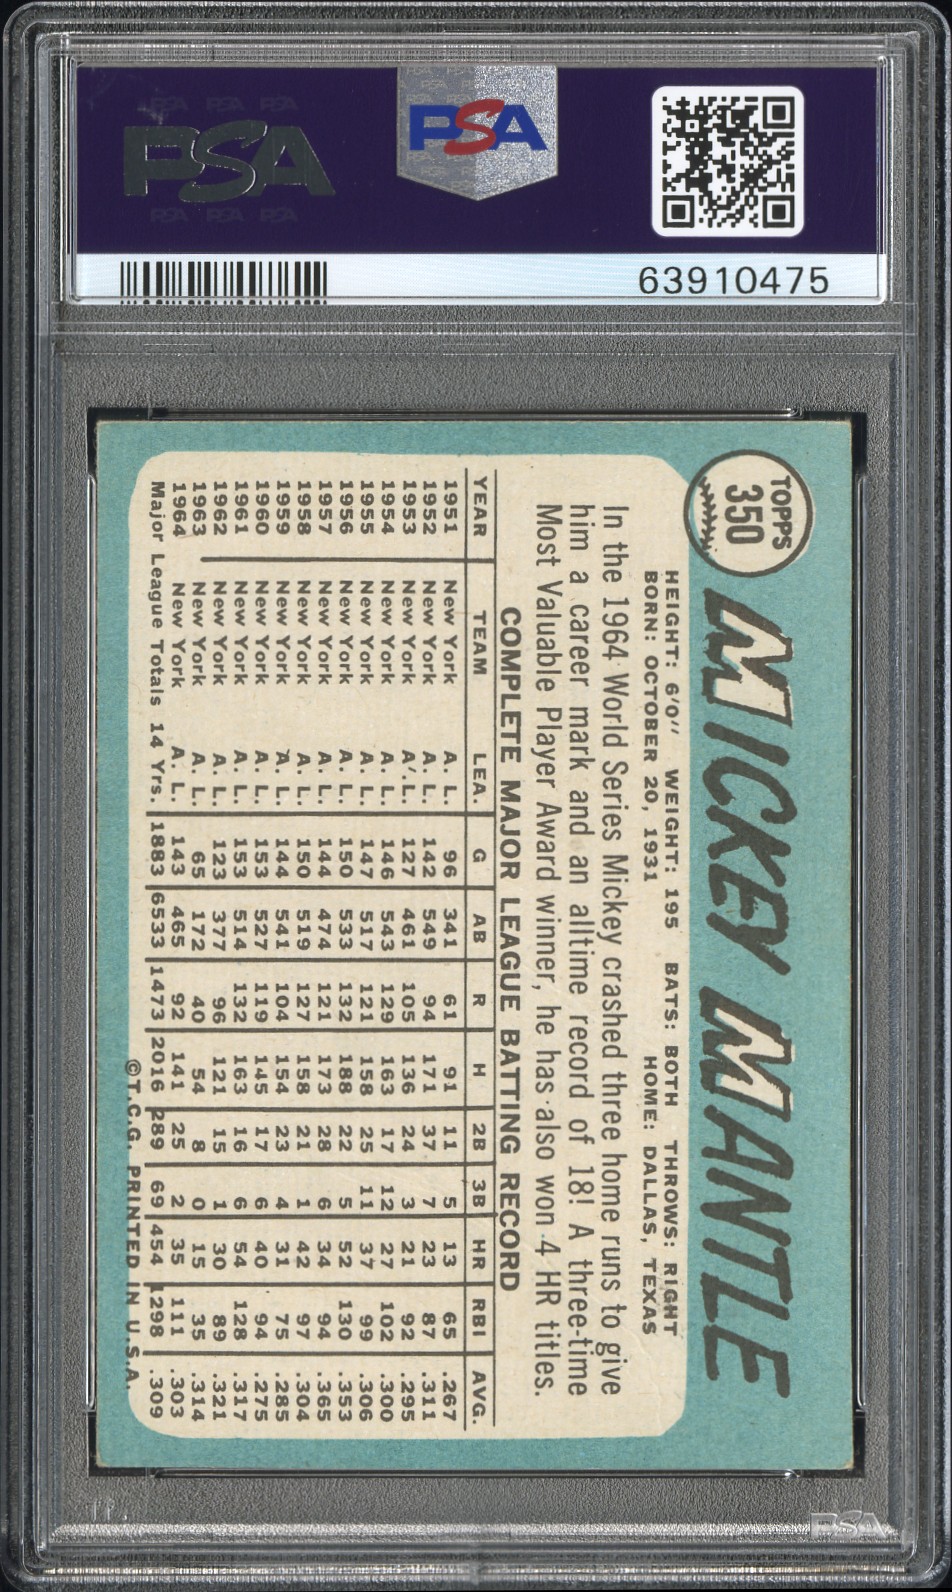 PSA PSA PSA
PSA
PSA PSA PSA
PSA
63910475
TOPPS
350
MICKEY MANTLE
HEIGHT: 6'0" WEIGHT: 195 BATS: BOTH THROWS: RIGHT
BORN: OCTOBER 20, 1931 HOME: DALLAS, TEXAS
In the 1964 World Series Mickey crashed three home runs to give
him a career mark and an alltime record of 18! A three-time
Most Valuable Player Award winner, he has also won 4 HR titles.
COMPLETE MAJOR LEAGUE BATTING RECORD
YEAR TEAM LEA. G AB R H 2B 3B HR RBI AVG.
1951 New York A. L. 96 341 61 91 11 5 13 65 .267
1952 New York A. L. 142 549 94 171 37 7 23 87 .311
1953 New York A. L. 127 461 105 136 24 3 21 92 .295
1954 New York A. L. 146 543 129 163 17 12 27 102 .300
1955 New York A. L. 147 517 121 158 25 11 37 99 .306
1956 New York A. L. 150 533 132 188 22 5 52 130 .353
1957 New York A. L. 144 474 121 173 28 6 34 94 .365
1958 New York A. L. 150 519 127 158 21 1 42 97 .304
1959 New York A. L. 144 541 104 154 23 4 31 75 .285
1960 New York A. L. 153 527 119 145 17 6 40 94 .275
1961 New York A. L. 153 514 132 163 16 6 54 128 .317
1962 New York A. L. 123 377 96 121 15 1 30 89 .321
1963 New York A. L. 65 172 40 54 8 0 15 35 .314
1964 New York A. L. 143 465 92 141 25 2 35 111 .303
Major League Totals 14 Yrs. 1883 6533 1473 2016 289 69 454 1298 .309
©T.C.G. PRINTED IN U.S.A.
PSA